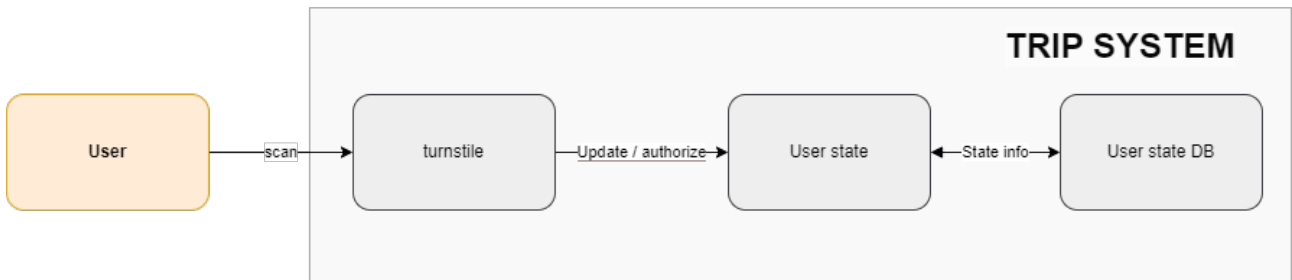 TRIP SYSTEM
User
scan
turnstile
Update / authorize
User state
State info
User state DB